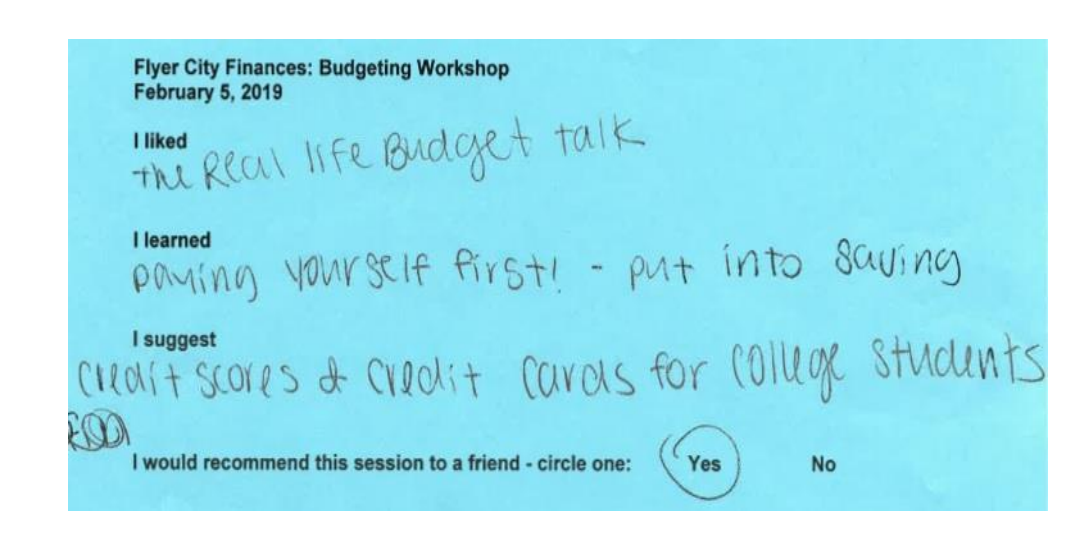 Flyer City Finances: Budgeting Workshop
February 5, 2019
I liked
the Real life Budget talk
I learned
paying yourself first! - put into saving
I suggest
credit scores & credit cards for college students
I would recommend this session to a friend - circle one: Yes No